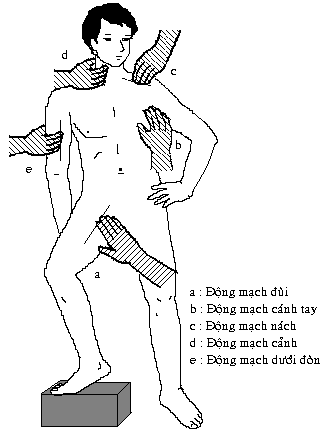 d
c
b
e
a
a : Động mạch đùi
b : Động mạch cánh tay
c : Động mạch nách
d : Động mạch cảnh
e : Động mạch dưới đòn